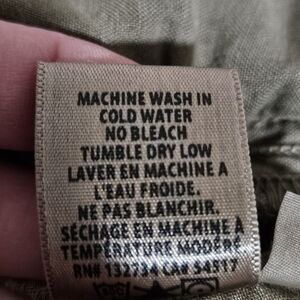 MACHINE WASH IN
COLD WATER
NO BLEACH
TUMBLE DRY LOW
LAVER EN MACHINE A
L'EAU FROIDE.
NE PAS BLANCHIR.
SÉCHAGE EN MACHINE A
TEMPÉRATURE MODÉRÉ
RN# 132734 CA# 54517